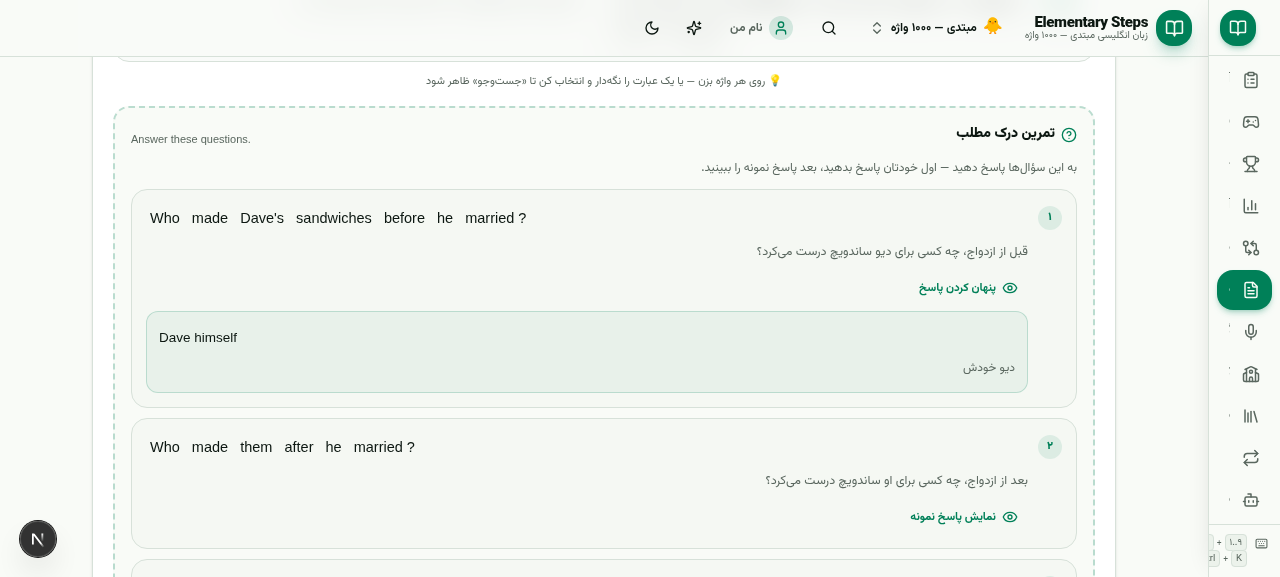 Elementary Steps
زبان انگلیسی مبتدی — ۱۰۰۰ واژه
مبتدی — ۱۰۰۰ واژه
نام من
💡 روی هر واژه بزن — یا یک عبارت را نگه‌دار و انتخاب کن تا «جست‌وجو» ظاهر شود
تمرین درک مطلب
Answer these questions.
به این سؤال‌ها پاسخ دهید — اول خودتان پاسخ بدهید، بعد پاسخ نمونه را ببینید.
۱
Who made Dave's sandwiches before he married ?
قبل از ازدواج، چه کسی برای دیو ساندویچ درست می‌کرد؟
پنهان کردن پاسخ
Dave himself
دیو خودش
۲
Who made them after he married ?
بعد از ازدواج، چه کسی برای او ساندویچ درست می‌کرد؟
نمایش پاسخ نمونه
+ ۱..۹
+ K
N